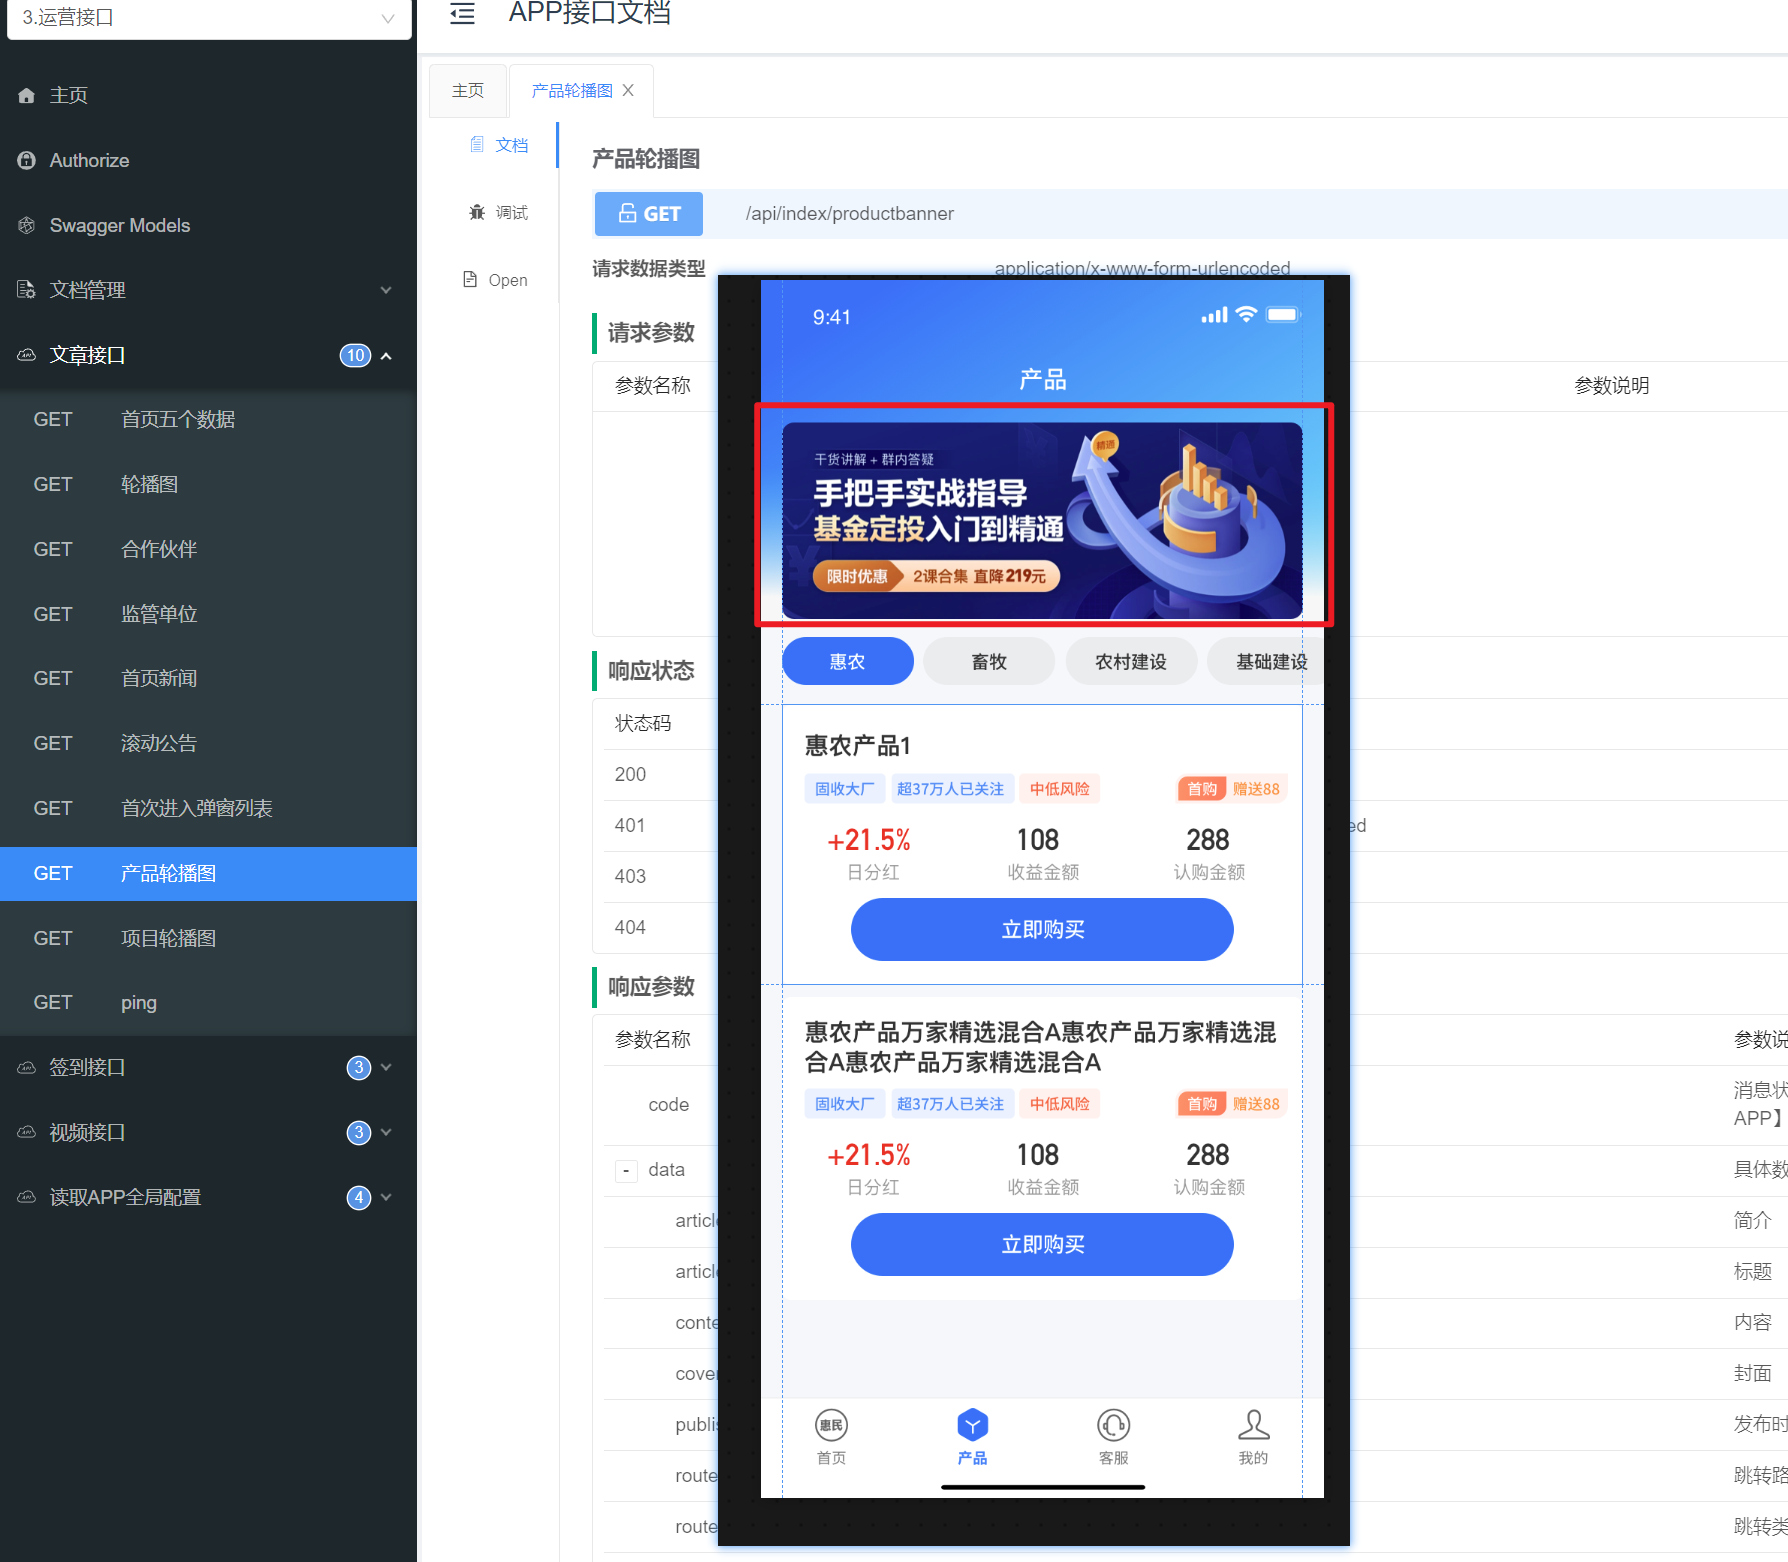 3.运营接口
主页
Authorize
Swagger Models
文档管理
文章接口 10
GET 首页五个数据
GET 轮播图
GET 合作伙伴
GET 监管单位
GET 首页新闻
GET 滚动公告
GET 首次进入弹窗列表
GET 产品轮播图
GET 项目轮播图
GET ping
签到接口 3
视频接口 3
读取APP全局配置 4
APP接口文档
主页
产品轮播图
文档
调试
Open
产品轮播图
GET /api/index/productbanner
请求数据类型 application/x-www-form-urlencoded
请求参数
参数名称 参数说明
响应状态
状态码
200
401
ed
403
404
响应参数
参数名称 参数说
code 消息状
APP】
- data 具体数
article 简介
article 标题
conte 内容
cover 封面
publis 发布时
route 跳转路
route 跳转类
9:41
产品
干货讲解 + 群内答疑
精通
手把手实战指导
基金定投入门到精通
限时优惠 2课合集 直降219元
惠农 畜牧 农村建设 基础建设
惠农产品1
固收大厂 超37万人已关注 中低风险 首购 赠送88
+21.5% 108 288
日分红 收益金额 认购金额
立即购买
惠农产品万家精选混合A惠农产品万家精选混
合A惠农产品万家精选混合A
固收大厂 超37万人已关注 中低风险 首购 赠送88
+21.5% 108 288
日分红 收益金额 认购金额
立即购买
惠民
首页 产品 客服 我的